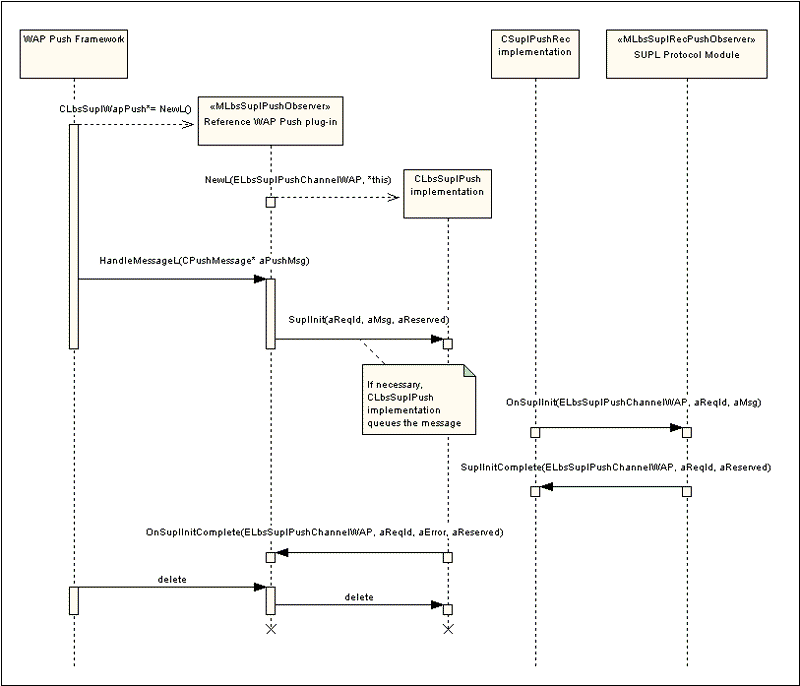 WAP Push Framework
CSuplPushRec
implementation
«MLbsSuplRecPushObserver»
SUPL Protocol Module
CLbsSuplWapPush*= NewL()
«MLbsSuplPushObserver»
Reference WAP Push plug-in
NewL(ELbsSuplPushChannelWAP, *this)
CLbsSuplPush
implementation
HandleMessageL(CPushMessage* aPushMsg)
SuplInit(aReqId, aMsg, aReserved)
If necessary,
CLbsSuplPush
implementation
queues the message
OnSuplInit(ELbsSuplPushChannelWAP, aReqId, aMsg)
SuplInitComplete(ELbsSuplPushChannelWAP, aReqId, aReserved)
OnSuplInitComplete(ELbsSuplPushChannelWAP, aReqId, aError, aReserved)
delete
delete